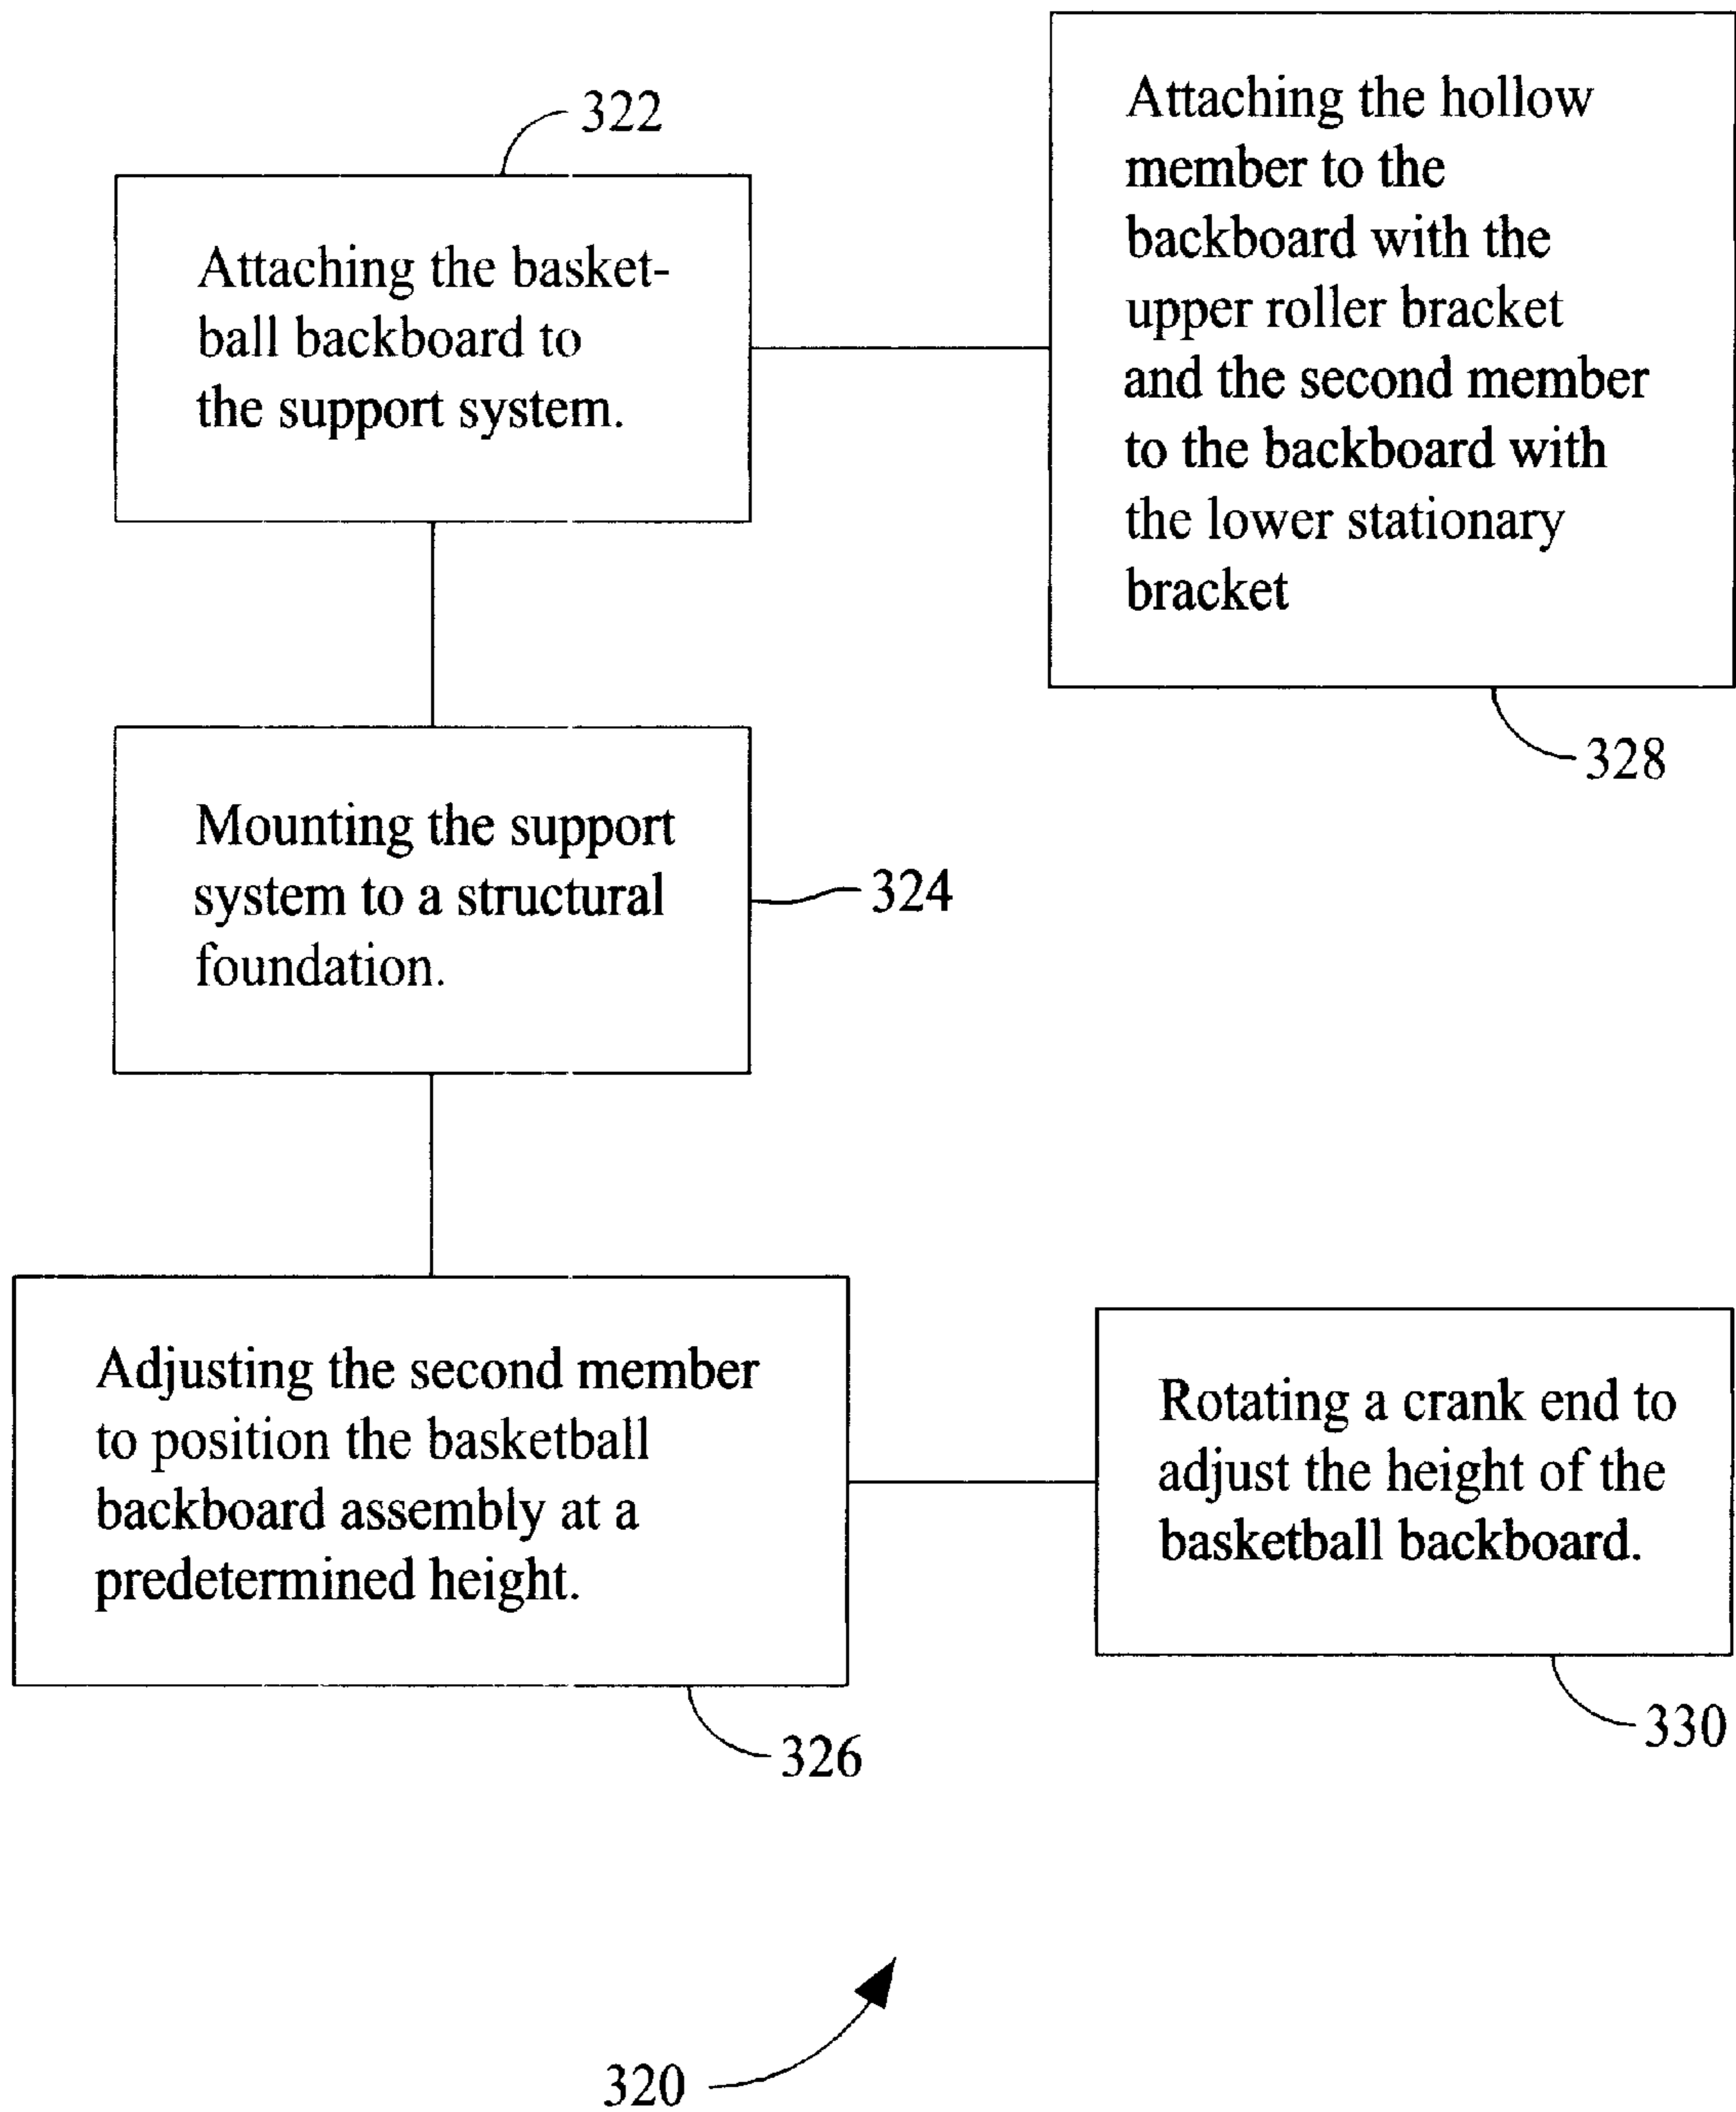 322
Attaching the basket-
ball backboard to
the support system.
Attaching the hollow
member to the
backboard with the
upper roller bracket
and the second member
to the backboard with
the lower stationary
bracket
328
Mounting the support
system to a structural
foundation.
324
Adjusting the second member
to position the basketball
backboard assembly at a
predetermined height.
326
Rotating a crank end to
adjust the height of the
basketball backboard.
330
320